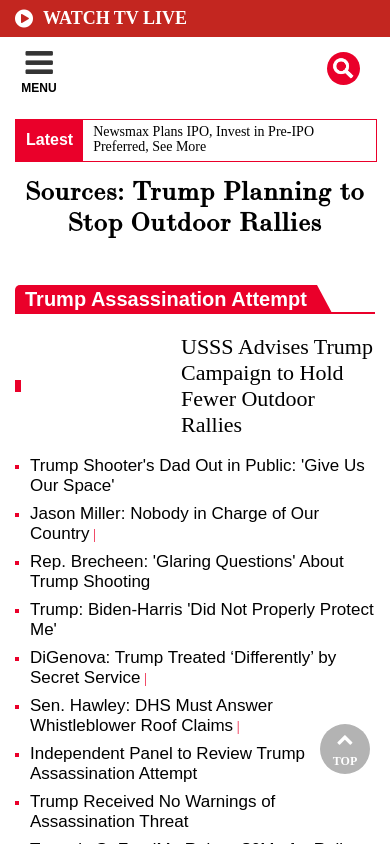 WATCH TV LIVE
MENU
Latest
Newsmax Plans IPO, Invest in Pre-IPO
Preferred, See More
Sources: Trump Planning to
Stop Outdoor Rallies
Trump Assassination Attempt
USSS Advises Trump
Campaign to Hold
Fewer Outdoor
Rallies
Trump Shooter's Dad Out in Public: 'Give Us
Our Space'
Jason Miller: Nobody in Charge of Our
Country |
Rep. Brecheen: 'Glaring Questions' About
Trump Shooting
Trump: Biden-Harris 'Did Not Properly Protect
Me'
DiGenova: Trump Treated ‘Differently’ by
Secret Service |
Sen. Hawley: DHS Must Answer
Whistleblower Roof Claims |
Independent Panel to Review Trump
Assassination Attempt
TOP
Trump Received No Warnings of
Assassination Threat